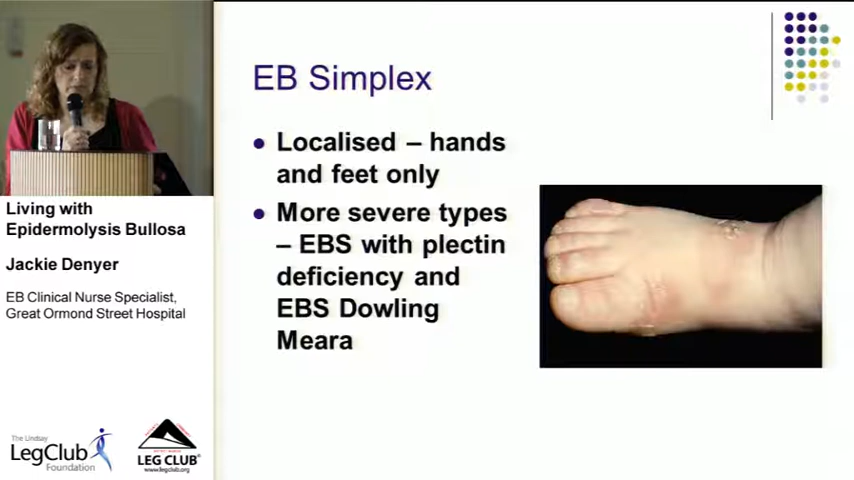 Living with
Epidermolysis Bullosa
Jackie Denyer
EB Clinical Nurse Specialist,
Great Ormond Street Hospital
The Lindsay
LegClub
Foundation
LEG CLUB®
www.legclub.org
EB Simplex
● Localised – hands
and feet only
● More severe types
– EBS with plectin
deficiency and
EBS Dowling
Meara